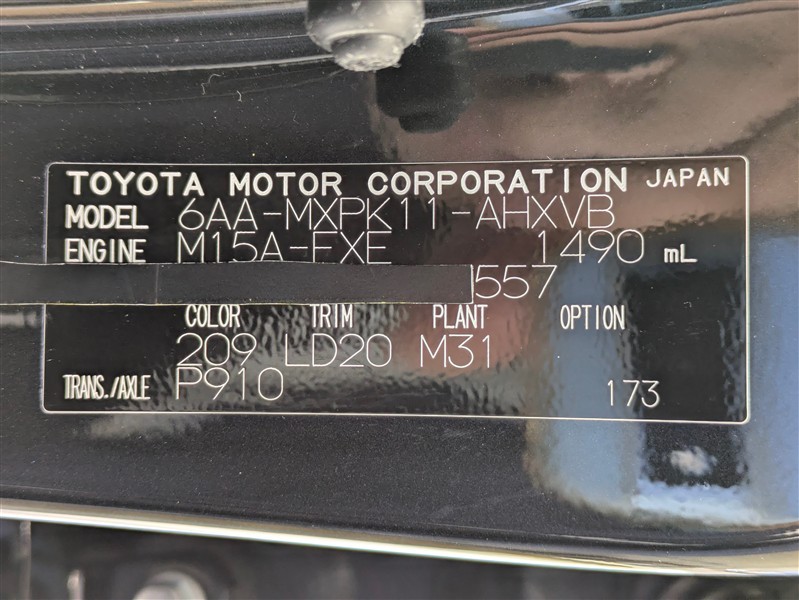 TOYOTA MOTOR CORPORATION JAPAN
MODEL 6AA-MXPK11-AHXVB
ENGINE M15A-FXE 1490 mL
557
COLOR TRIM PLANT OPTION
209 LD20 M31
TRANS./AXLE P910 173